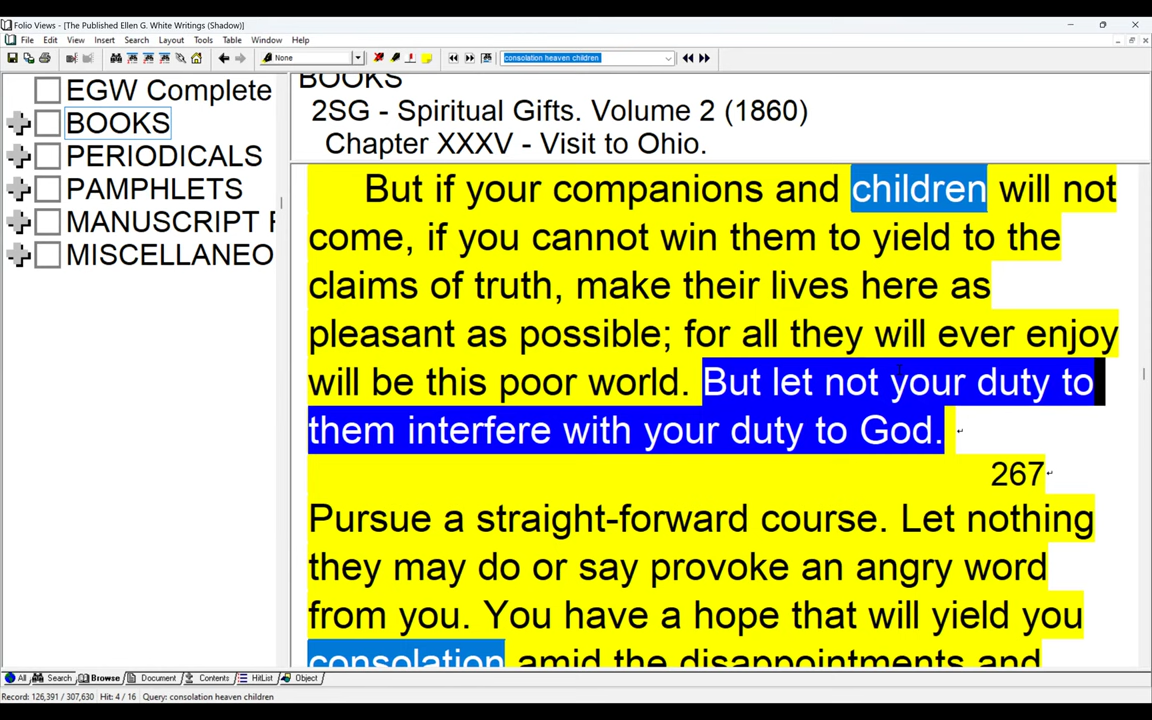 Folio Views - [The Published Ellen G. White Writings (Shadow)]
File Edit View Insert Search Layout Tools Table Window Help
None
consolation heaven children
EGW Complete
BOOKS
PERIODICALS
PAMPHLETS
MANUSCRIPT
MISCELLANEO
BOOKS
2SG - Spiritual Gifts. Volume 2 (1860)
Chapter XXXV - Visit to Ohio.
But if your companions and children will not
come, if you cannot win them to yield to the
claims of truth, make their lives here as
pleasant as possible; for all they will ever enjoy
will be this poor world. But let not your duty to
them interfere with your duty to God.
267
Pursue a straight-forward course. Let nothing
they may do or say provoke an angry word
from you. You have a hope that will yield you
consolation amid the disappointments and
All Search Browse Document Contents HitList Object
Record: 126,391 / 307,630 Hit: 4 / 16 Query: consolation heaven children